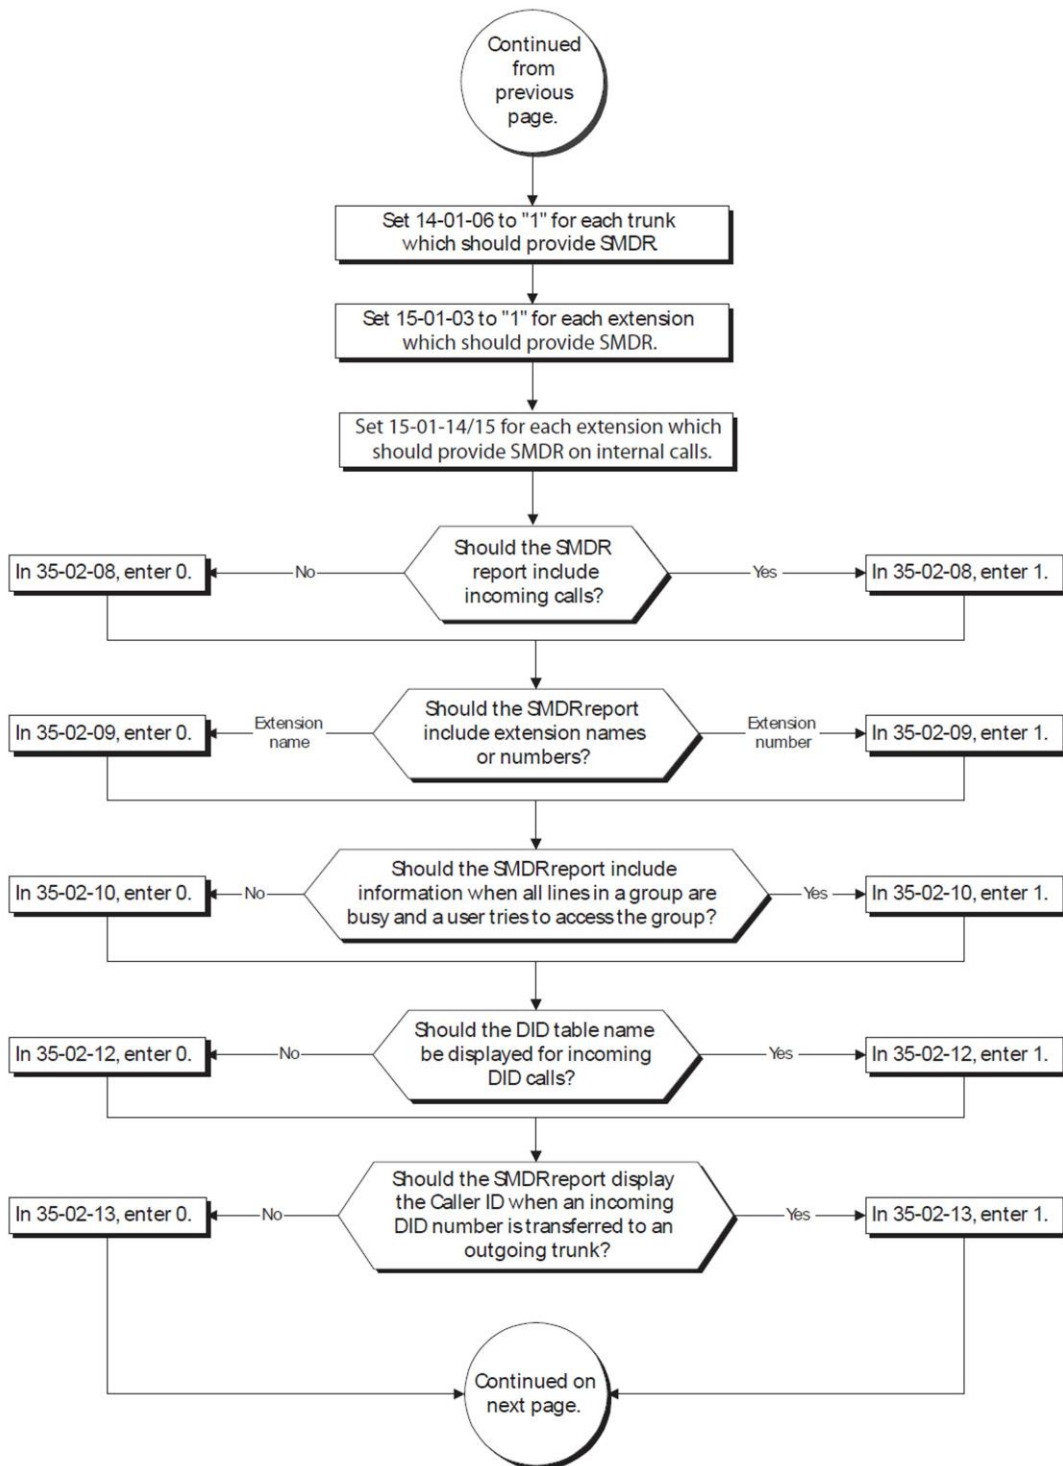 Continued
from
previous
page.
Set 14-01-06 to "1" for each trunk
which should provide SMDR.
Set 15-01-03 to "1" for each extension
which should provide SMDR.
Set 15-01-14/15 for each extension which
should provide SMDR on internal calls.
Should the SMDR
report include
incoming calls?
In 35-02-08, enter 0.
No
Yes
In 35-02-08, enter 1.
Should the SMDR report
include extension names
or numbers?
In 35-02-09, enter 0.
Extension
name
Extension
number
In 35-02-09, enter 1.
Should the SMDR report include
information when all lines in a group are
busy and a user tries to access the group?
In 35-02-10, enter 0.
No
Yes
In 35-02-10, enter 1.
Should the DID table name
be displayed for incoming
DID calls?
In 35-02-12, enter 0.
No
Yes
In 35-02-12, enter 1.
Should the SMDR report display
the Caller ID when an incoming
DID number is transferred to an
outgoing trunk?
In 35-02-13, enter 0.
No
Yes
In 35-02-13, enter 1.
Continued on
next page.